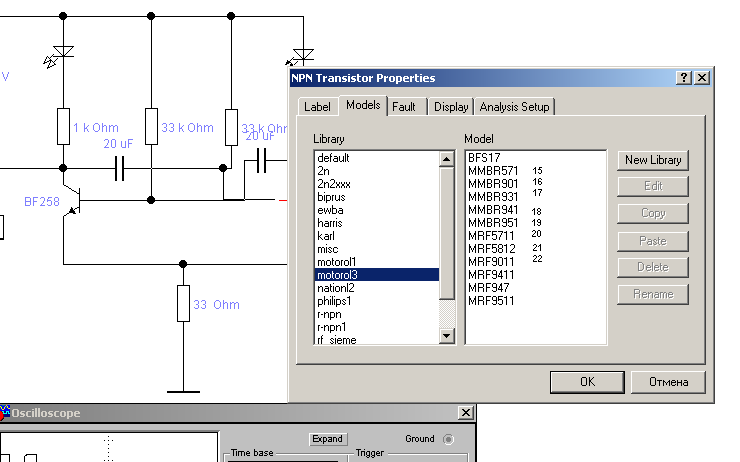 V
1 k Ohm
33 k Ohm
33 k Ohr
20 uF
20 uF
BF258
33 Ohm
NPN Transistor Properties
Label Models Fault Display Analysis Setup
Library
default
2n
2n2xxx
biprus
ewba
harris
karl
misc
motorol1
motorol3
nationl2
philips1
r-npn
r-npn1
rf_sieme
Model
BFS17
MMBR571 15
MMBR901 16
MMBR931 17
MMBR941 18
MMBR951 19
MRF5711 20
MRF5812 21
MRF9011 22
MRF9411
MRF947
MRF9511
New Library
Edit
Copy
Paste
Delete
Rename
OK
Отмена
Oscilloscope
Expand
Ground
Time base
Trigger